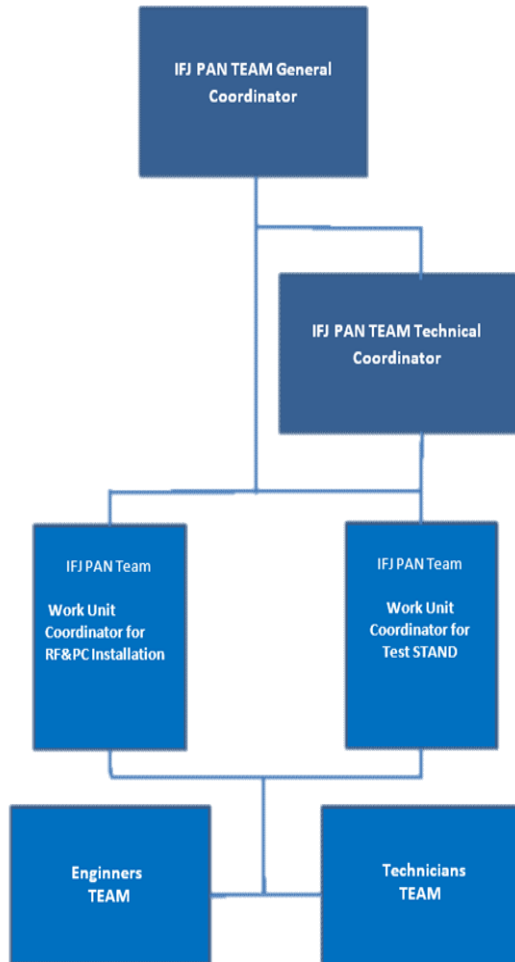 IFJ PAN TEAM General
Coordinator
IFJ PAN TEAM Technical
Coordinator
IFJ PAN Team
Work Unit
Coordinator for
RF&PC Installation
IFJ PAN Team
Work Unit
Coordinator for
Test STAND
Enginners
TEAM
Technicians
TEAM